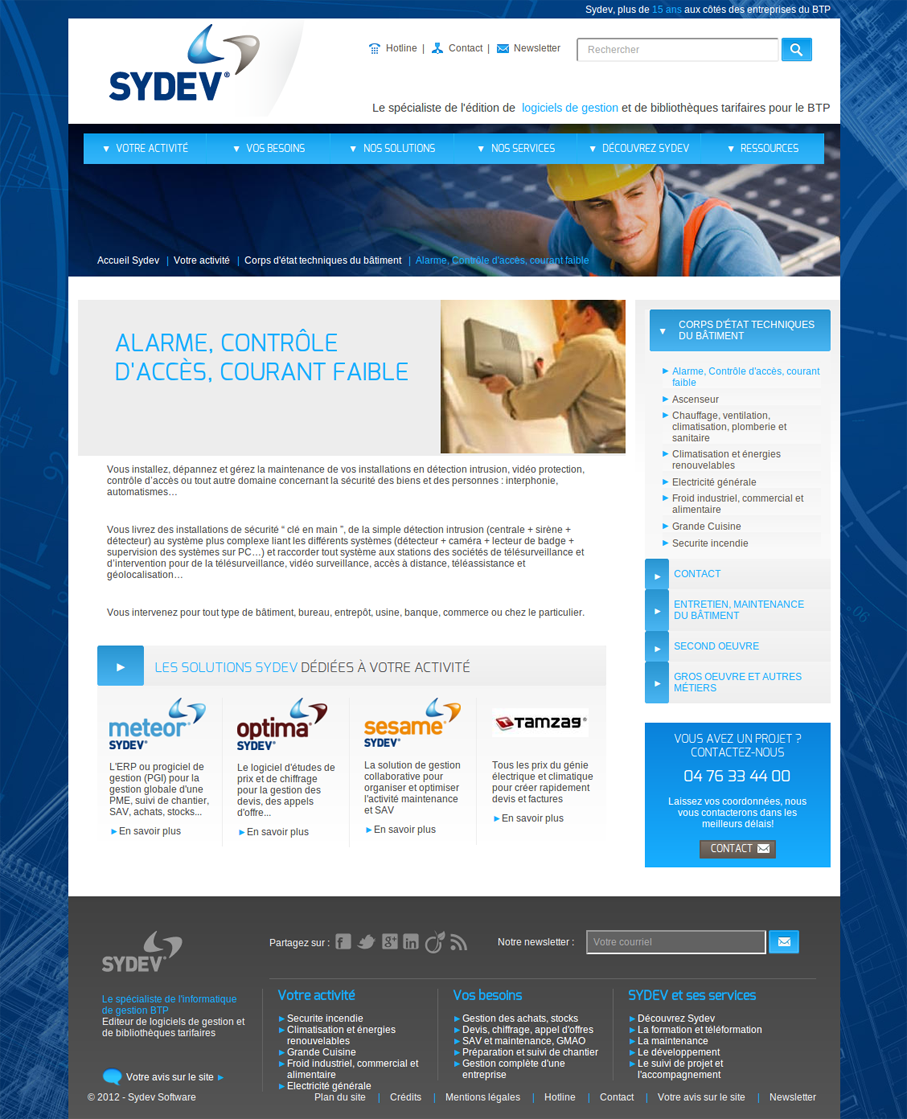 Sydev, plus de 15 ans aux côtés des entreprises du BTP
SYDEV®
Hotline | Contact | Newsletter
Rechercher
Le spécialiste de l'édition de logiciels de gestion et de bibliothèques tarifaires pour le BTP
▼ VOTRE ACTIVITÉ ▼ VOS BESOINS ▼ NOS SOLUTIONS ▼ NOS SERVICES ▼ DÉCOUVREZ SYDEV ▼ RESSOURCES
Accueil Sydev | Votre activité | Corps d'état techniques du bâtiment | Alarme, Contrôle d'accès, courant faible
ALARME, CONTRÔLE
D'ACCÈS, COURANT FAIBLE
Vous installez, dépannez et gérez la maintenance de vos installations en détection intrusion, vidéo protection,
contrôle d'accès ou tout autre domaine concernant la sécurité des biens et des personnes : interphonie,
automatismes…
Vous livrez des installations de sécurité “ clé en main ”, de la simple détection intrusion (centrale + sirène +
détecteur) au système plus complexe liant les différents systèmes (détecteur + caméra + lecteur de badge +
supervision des systèmes sur PC…) et raccorder tout système aux stations des sociétés de télésurveillance et
d'intervention pour de la télésurveillance, vidéo surveillance, accès à distance, téléassistance et
géolocalisation…
Vous intervenez pour tout type de bâtiment, bureau, entrepôt, usine, banque, commerce ou chez le particulier.
► LES SOLUTIONS SYDEV DÉDIÉES À VOTRE ACTIVITÉ
meteor
SYDEV
L'ERP ou progiciel de
gestion (PGI) pour la
gestion globale d'une
PME, suivi de chantier,
SAV, achats, stocks...
►En savoir plus
optima
SYDEV
Le logiciel d'études de
prix et de chiffrage
pour la gestion des
devis, des appels
d'offre...
►En savoir plus
sesame
SYDEV
La solution de gestion
collaborative pour
organiser et optimiser
l'activité maintenance
et SAV
►En savoir plus
TAMZAG
Tous les prix du génie
électrique et climatique
pour créer rapidement
devis et factures
►En savoir plus
▼ CORPS D'ÉTAT TECHNIQUES
DU BÂTIMENT
► Alarme, Contrôle d'accès, courant
faible
► Ascenseur
► Chauffage, ventilation,
climatisation, plomberie et
sanitaire
► Climatisation et énergies
renouvelables
► Electricité générale
► Froid industriel, commercial et
alimentaire
► Grande Cuisine
► Securite incendie
► CONTACT
► ENTRETIEN, MAINTENANCE
DU BÂTIMENT
► SECOND OEUVRE
► GROS OEUVRE ET AUTRES
MÉTIERS
VOUS AVEZ UN PROJET ?
CONTACTEZ-NOUS
04 76 33 44 00
Laissez vos coordonnées, nous
vous contacterons dans les
meilleurs délais!
CONTACT
SYDEV
Partagez sur :
Notre newsletter :
Votre courriel
Le spécialiste de l'informatique
de gestion BTP
Editeur de logiciels de gestion et
de bibliothèques tarifaires
Votre avis sur le site ►
Votre activité
►Securite incendie
►Climatisation et énergies
renouvelables
►Grande Cuisine
►Froid industriel, commercial et
alimentaire
►Electricité générale
Vos besoins
►Gestion des achats, stocks
►Devis, chiffrage, appel d'offres
►SAV et maintenance, GMAO
►Préparation et suivi de chantier
►Gestion complète d'une
entreprise
SYDEV et ses services
►Découvrez Sydev
►La formation et téléformation
►La maintenance
►Le développement
►Le suivi de projet et
l'accompagnement
© 2012 - Sydev Software
Plan du site | Crédits | Mentions légales | Hotline | Contact | Votre avis sur le site | Newsletter